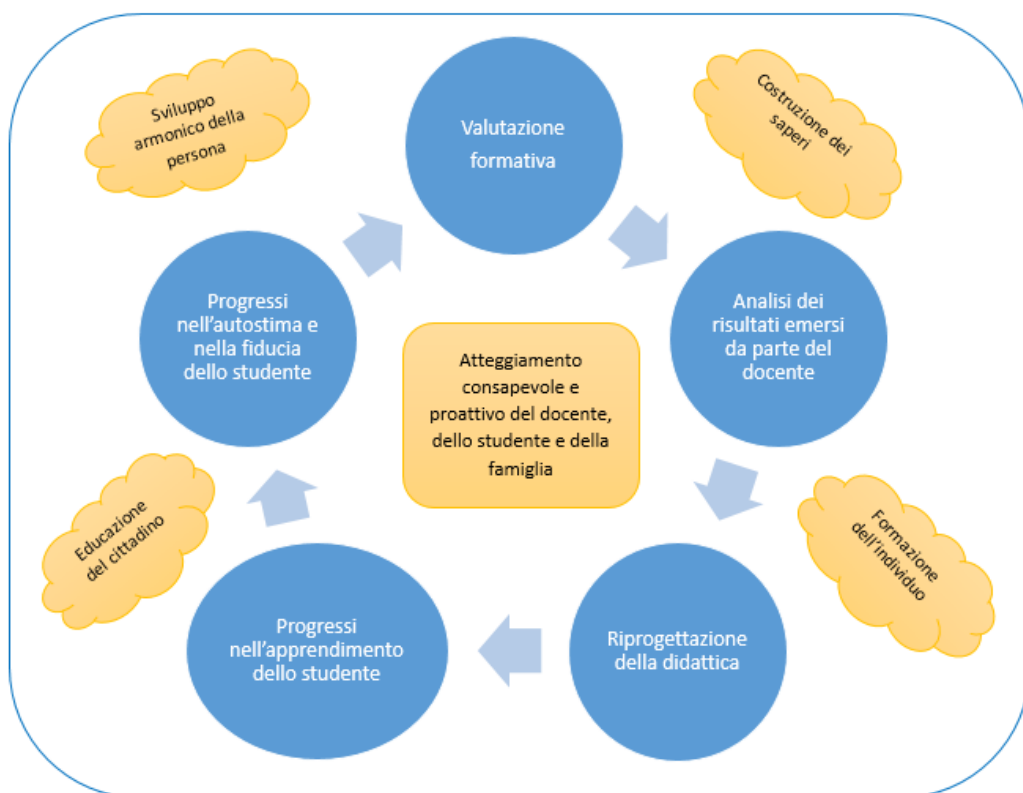 Sviluppo
armonico della
persona
Valutazione
formativa
Costruzione dei
saperi
Progressi
nell'autostima e
nella fiducia
dello studente
Atteggiamento
consapevole e
proattivo del docente,
dello studente e della
famiglia
Analisi dei
risultati emersi
da parte del
docente
Educazione
del cittadino
Formazione
dell'individuo
Progressi
nell'apprendimento
dello studente
Riprogettazione
della didattica